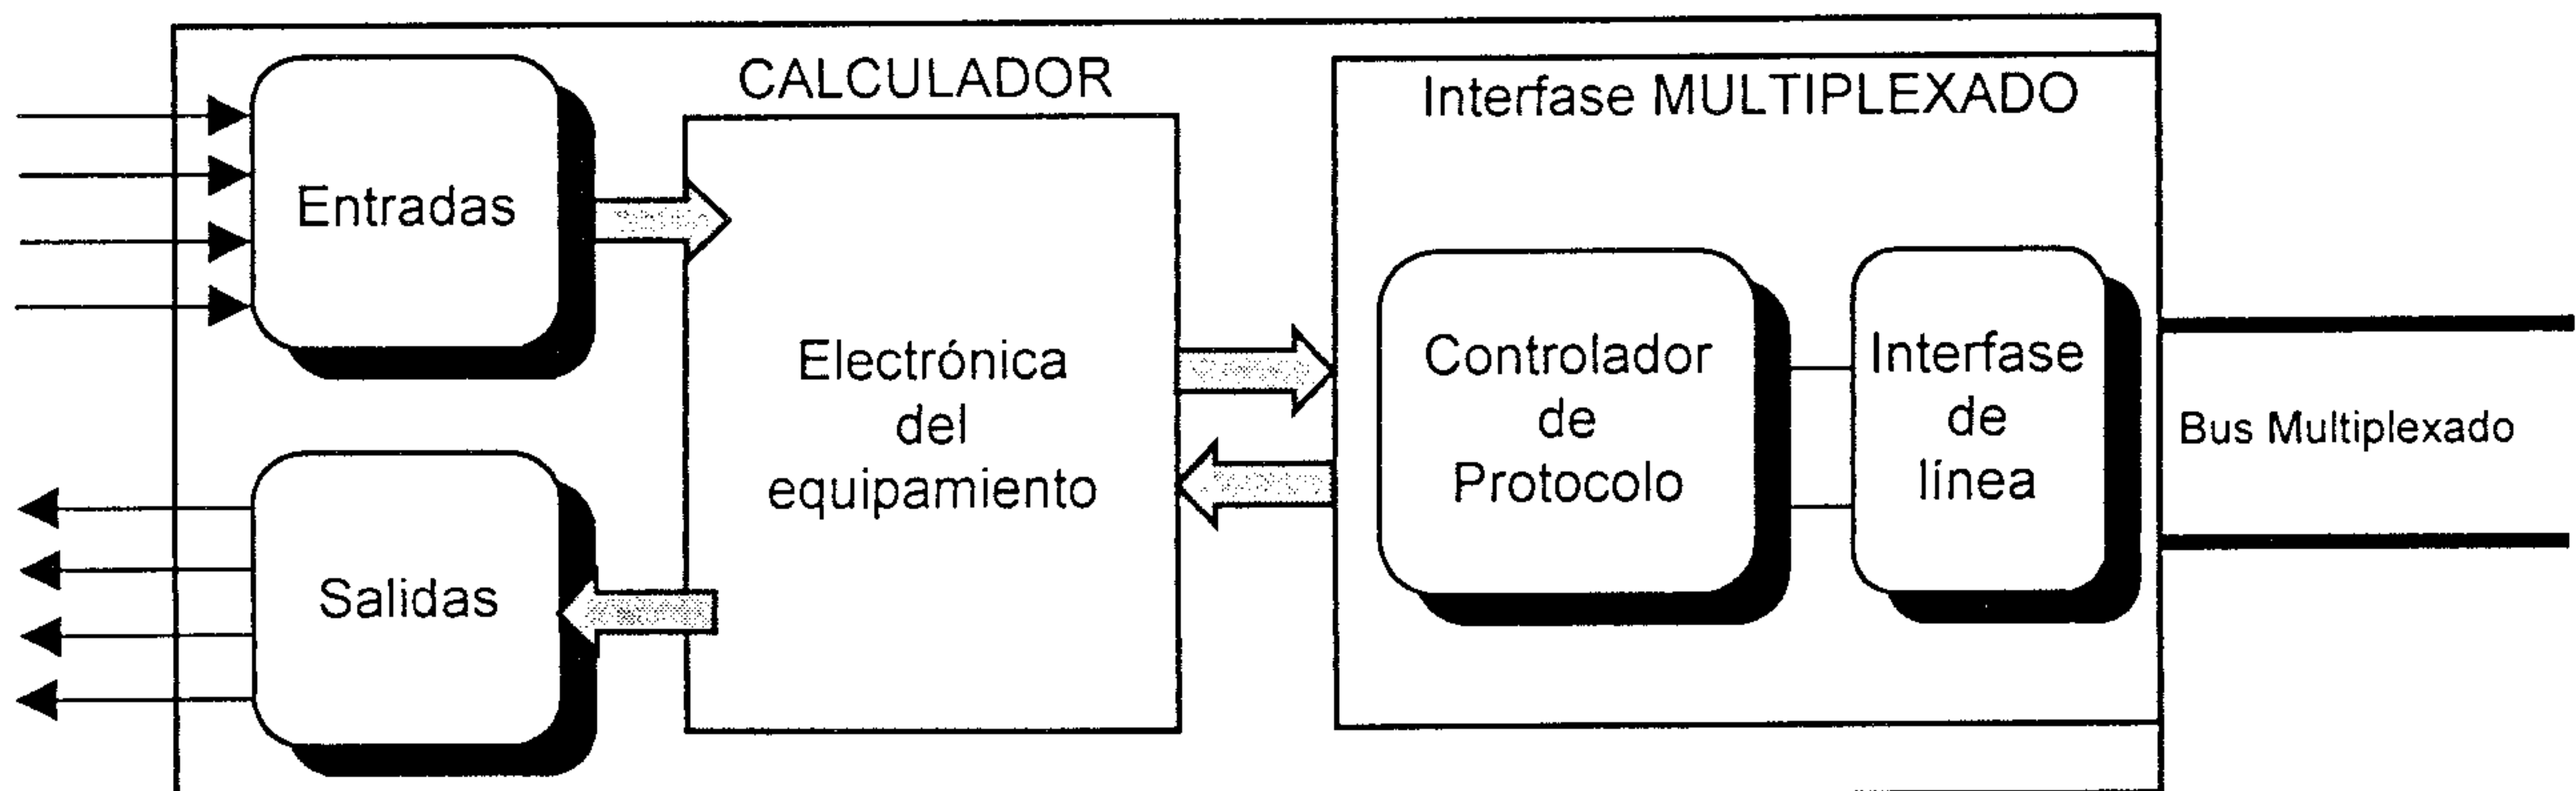 CALCULADOR
Interfase MULTIPLEXADO
Entradas
Electrónica
del
equipamiento
Salidas
Controlador
de
Protocolo
Interfase
de
línea
Bus Multiplexado